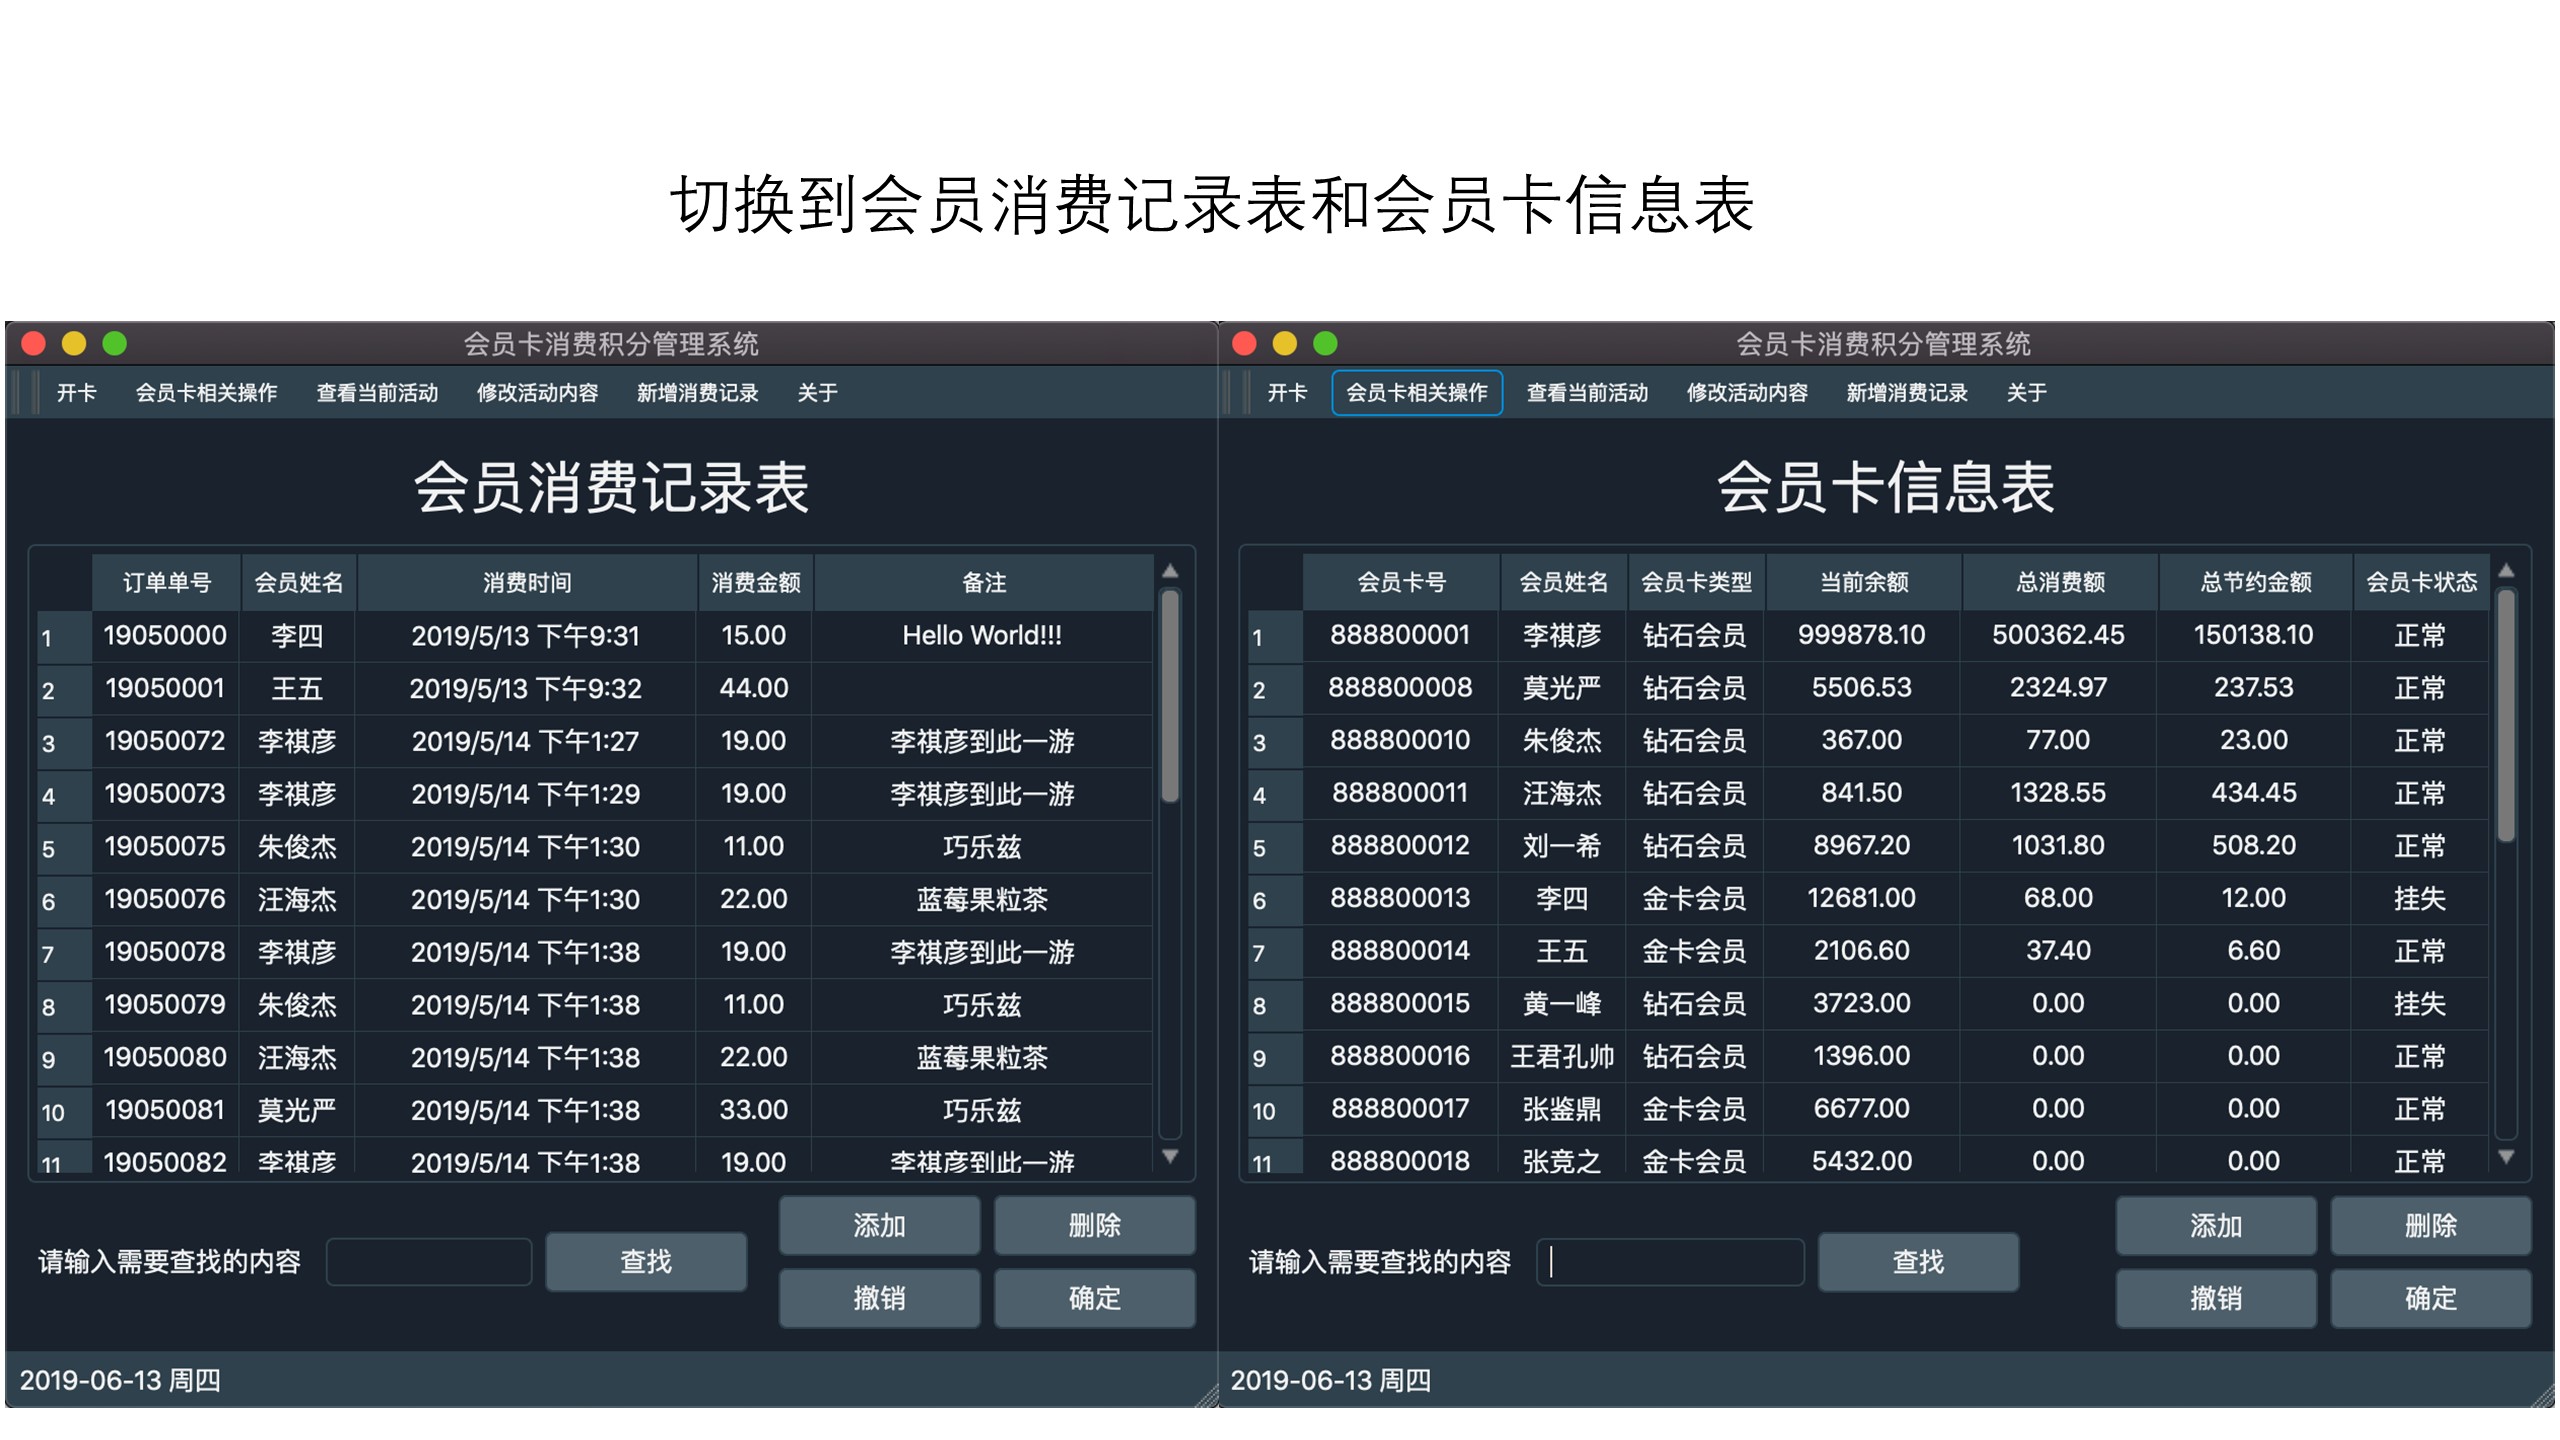 切换到会员消费记录表和会员卡信息表
会员卡消费积分管理系统
开卡 会员卡相关操作 查看当前活动 修改活动内容 新增消费记录 关于
会员消费记录表
订单单号 会员姓名 消费时间 消费金额 备注
1 19050000 李四 2019/5/13 下午9:31 15.00 Hello World!!!
2 19050001 王五 2019/5/13 下午9:32 44.00
3 19050072 李祺彦 2019/5/14 下午1:27 19.00 李祺彦到此一游
4 19050073 李祺彦 2019/5/14 下午1:29 19.00 李祺彦到此一游
5 19050075 朱俊杰 2019/5/14 下午1:30 11.00 巧乐兹
6 19050076 汪海杰 2019/5/14 下午1:30 22.00 蓝莓果粒茶
7 19050078 李祺彦 2019/5/14 下午1:38 19.00 李祺彦到此一游
8 19050079 朱俊杰 2019/5/14 下午1:38 11.00 巧乐兹
9 19050080 汪海杰 2019/5/14 下午1:38 22.00 蓝莓果粒茶
10 19050081 莫光严 2019/5/14 下午1:38 33.00 巧乐兹
11 19050082 李祺彦 2019/5/14 下午1:38 19.00 李祺彦到此一游
请输入需要查找的内容 查找
添加 删除
撤销 确定
2019-06-13 周四
会员卡消费积分管理系统
开卡 会员卡相关操作 查看当前活动 修改活动内容 新增消费记录 关于
会员卡信息表
会员卡号 会员姓名 会员卡类型 当前余额 总消费额 总节约金额 会员卡状态
1 888800001 李祺彦 钻石会员 999878.10 500362.45 150138.10 正常
2 888800008 莫光严 钻石会员 5506.53 2324.97 237.53 正常
3 888800010 朱俊杰 钻石会员 367.00 77.00 23.00 正常
4 888800011 汪海杰 钻石会员 841.50 1328.55 434.45 正常
5 888800012 刘一希 钻石会员 8967.20 1031.80 508.20 正常
6 888800013 李四 金卡会员 12681.00 68.00 12.00 挂失
7 888800014 王五 金卡会员 2106.60 37.40 6.60 正常
8 888800015 黄一峰 钻石会员 3723.00 0.00 0.00 挂失
9 888800016 王君孔帅 钻石会员 1396.00 0.00 0.00 正常
10 888800017 张鉴鼎 金卡会员 6677.00 0.00 0.00 正常
11 888800018 张竞之 金卡会员 5432.00 0.00 0.00 正常
请输入需要查找的内容 查找
添加 删除
撤销 确定
2019-06-13 周四